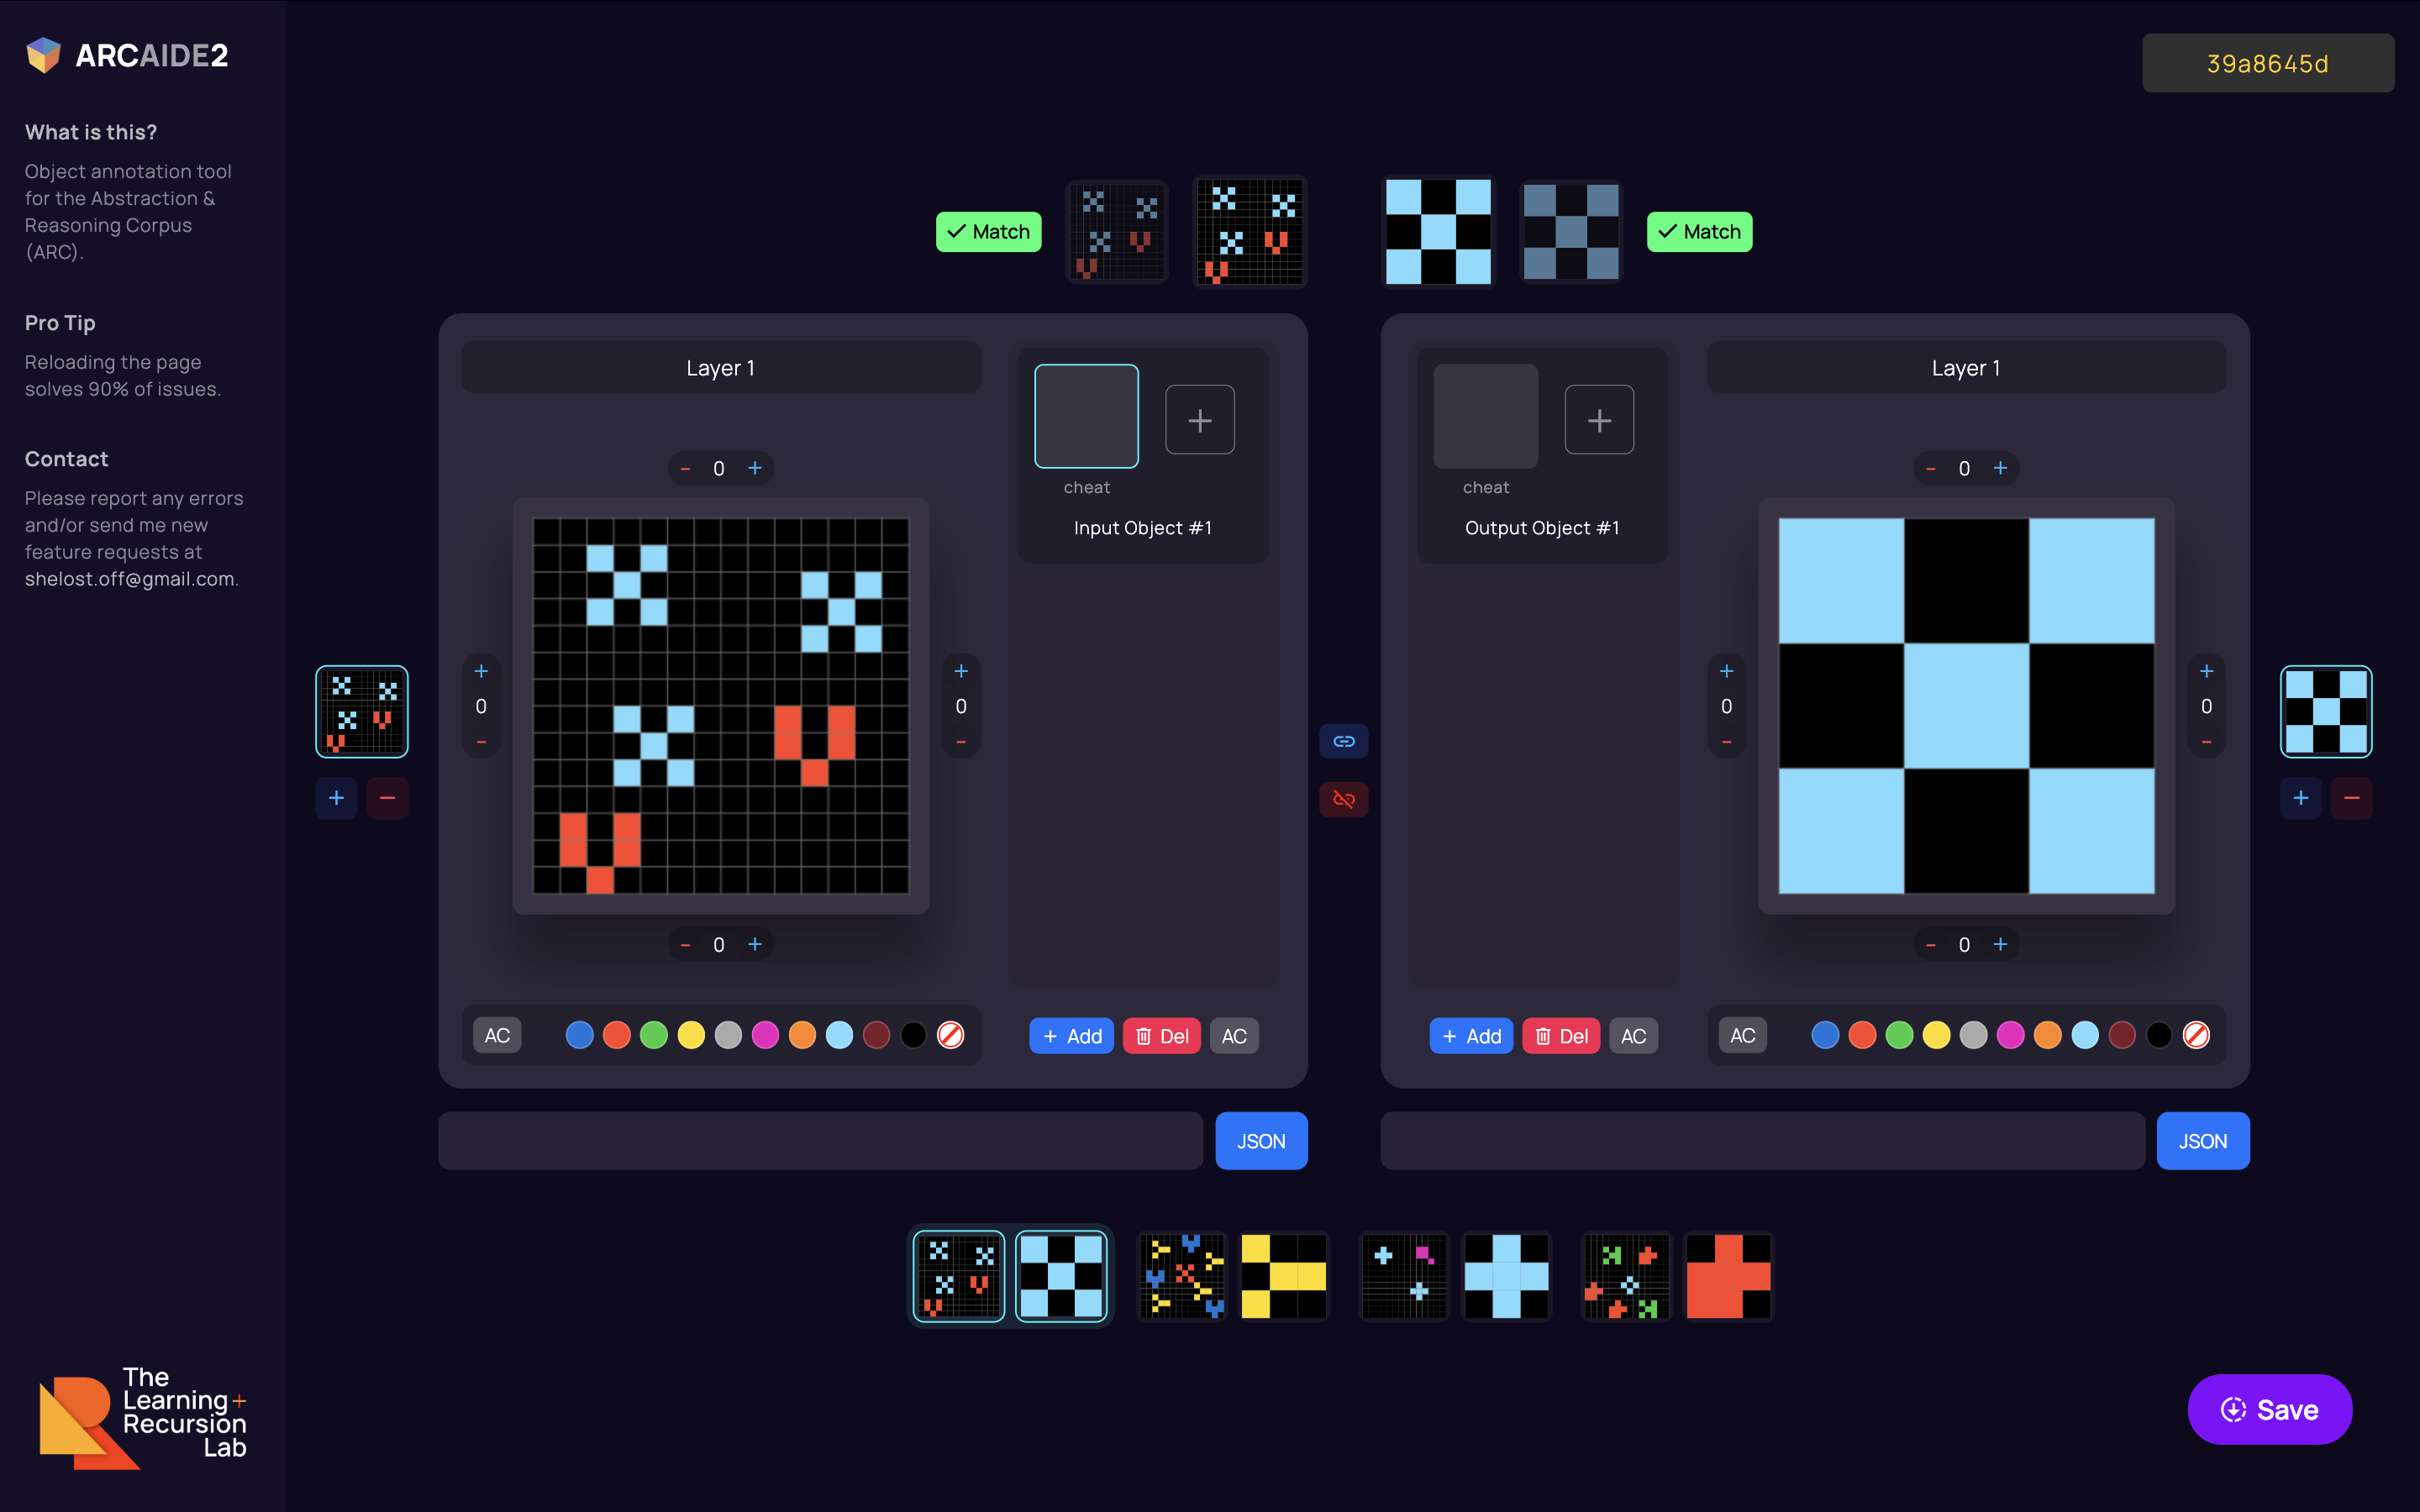 ARCAIDE2
What is this?
Object annotation tool
for the Abstraction &
Reasoning Corpus
(ARC).
Pro Tip
Reloading the page
solves 90% of issues.
Contact
Please report any errors
and/or send me new
feature requests at
shelost.off@gmail.com.
The
Learning+
Recursion
Lab
39a8645d
Match
Match
Layer 1
- 0 +
+
0
-
+
0
-
- 0 +
AC
+
cheat
Input Object #1
+ Add
Del
AC
+
cheat
Output Object #1
+ Add
Del
AC
Layer 1
- 0 +
+
0
-
+
0
-
- 0 +
AC
+ −
+ −
JSON
JSON
Save